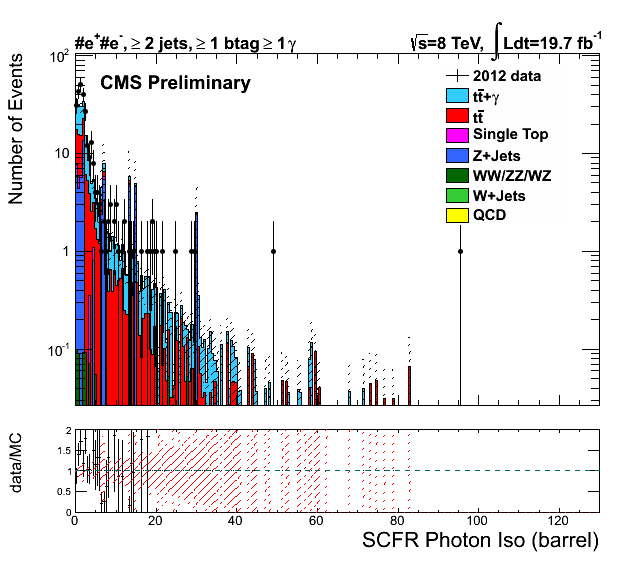 #e⁺#e⁻, ≥ 2 jets, ≥ 1 btag ≥ 1 γ
√s=8 TeV, ∫ Ldt=19.7 fb⁻¹
CMS Preliminary
2012 data
tt̄+γ
tt̄
Single Top
Z+Jets
WW/ZZ/WZ
W+Jets
QCD
Number of Events
10²
10
1
10⁻¹
data/MC
2
1.5
1
0.5
0
0 20 40 60 80 100 120
SCFR Photon Iso (barrel)